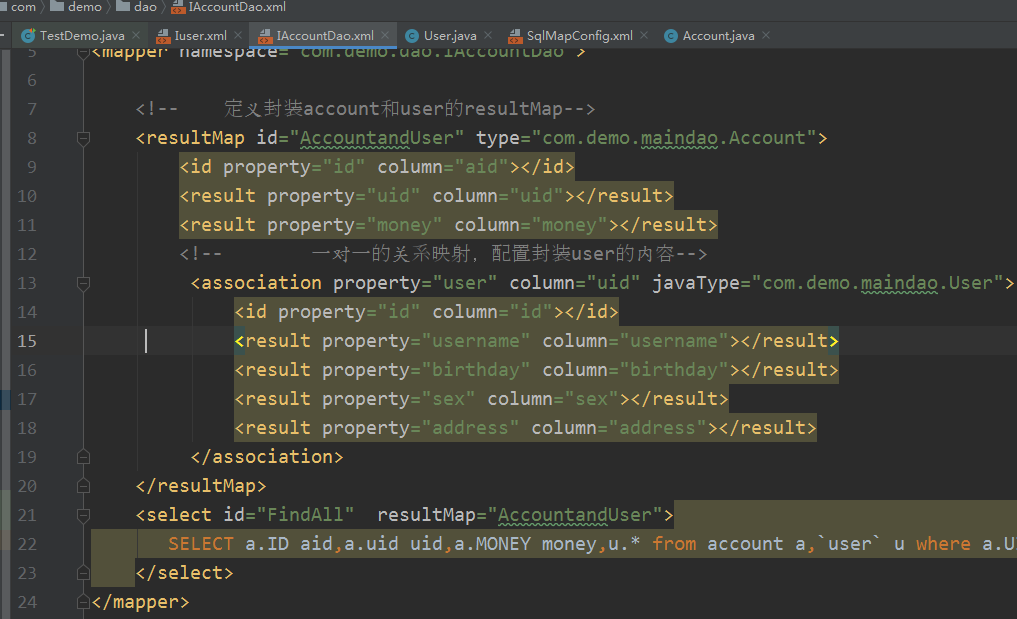 com demo dao IAccountDao.xml
TestDemo.java Iuser.xml IAccountDao.xml User.java SqlMapConfig.xml Account.java
5 <mapper namespace="com.demo.dao.IAccountDao">
6
7 <!-- 定义封装account和user的resultMap-->
8 <resultMap id="AccountandUser" type="com.demo.maindao.Account">
9 <id property="id" column="aid"></id>
10 <result property="uid" column="uid"></result>
11 <result property="money" column="money"></result>
12 <!-- 一对一的关系映射，配置封装user的内容-->
13 <association property="user" column="uid" javaType="com.demo.maindao.User">
14 <id property="id" column="id"></id>
15 <result property="username" column="username"></result>
16 <result property="birthday" column="birthday"></result>
17 <result property="sex" column="sex"></result>
18 <result property="address" column="address"></result>
19 </association>
20 </resultMap>
21 <select id="FindAll" resultMap="AccountandUser">
22 SELECT a.ID aid,a.uid uid,a.MONEY money,u.* from account a,`user` u where a.U
23 </select>
24 </mapper>